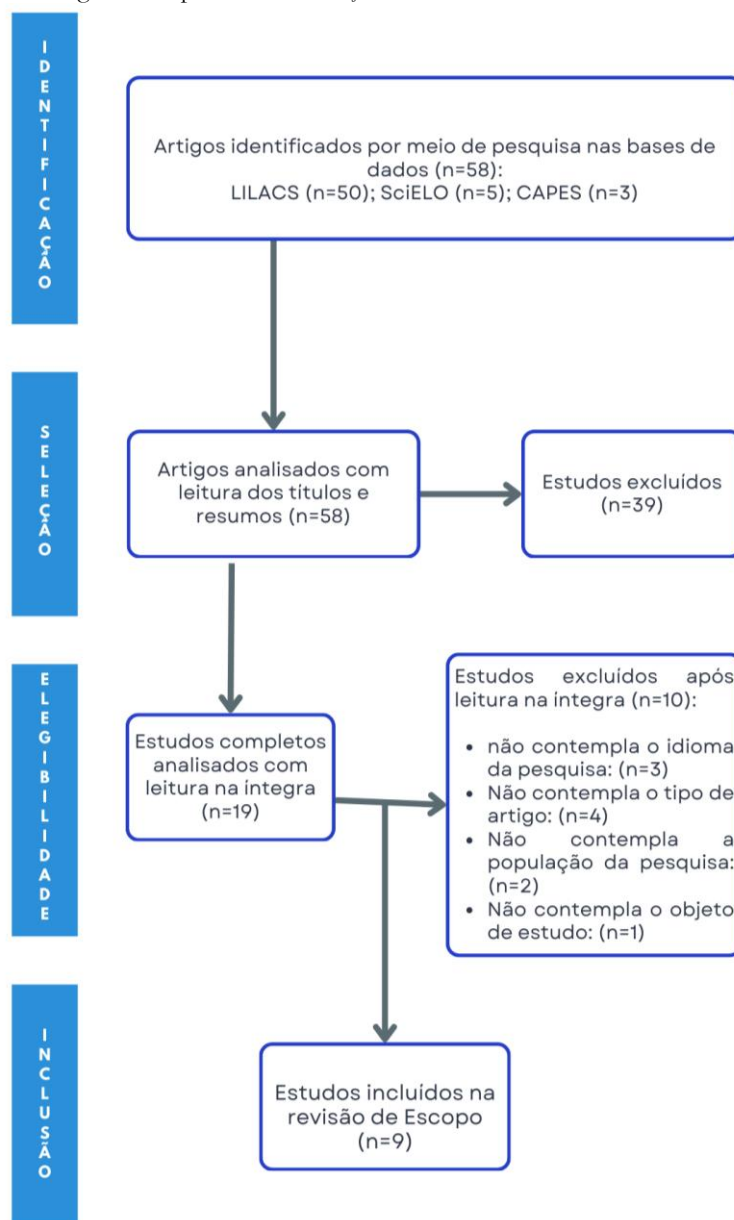 IDENTIFICAÇÃO
Artigos identificados por meio de pesquisa nas bases de
dados (n=58):
LILACS (n=50); SciELO (n=5); CAPES (n=3)
SELEÇÃO
Artigos analisados com
leitura dos títulos e
resumos (n=58)
Estudos excluídos
(n=39)
ELEGIBILIDADE
Estudos completos
analisados com
leitura na íntegra
(n=19)
Estudos excluídos após
leitura na íntegra (n=10):
• não contempla o idioma
da pesquisa: (n=3)
• Não contempla o tipo de
artigo: (n=4)
• Não contempla a
população da pesquisa:
(n=2)
• Não contempla o objeto
de estudo: (n=1)
INCLUSÃO
Estudos incluídos na
revisão de Escopo
(n=9)